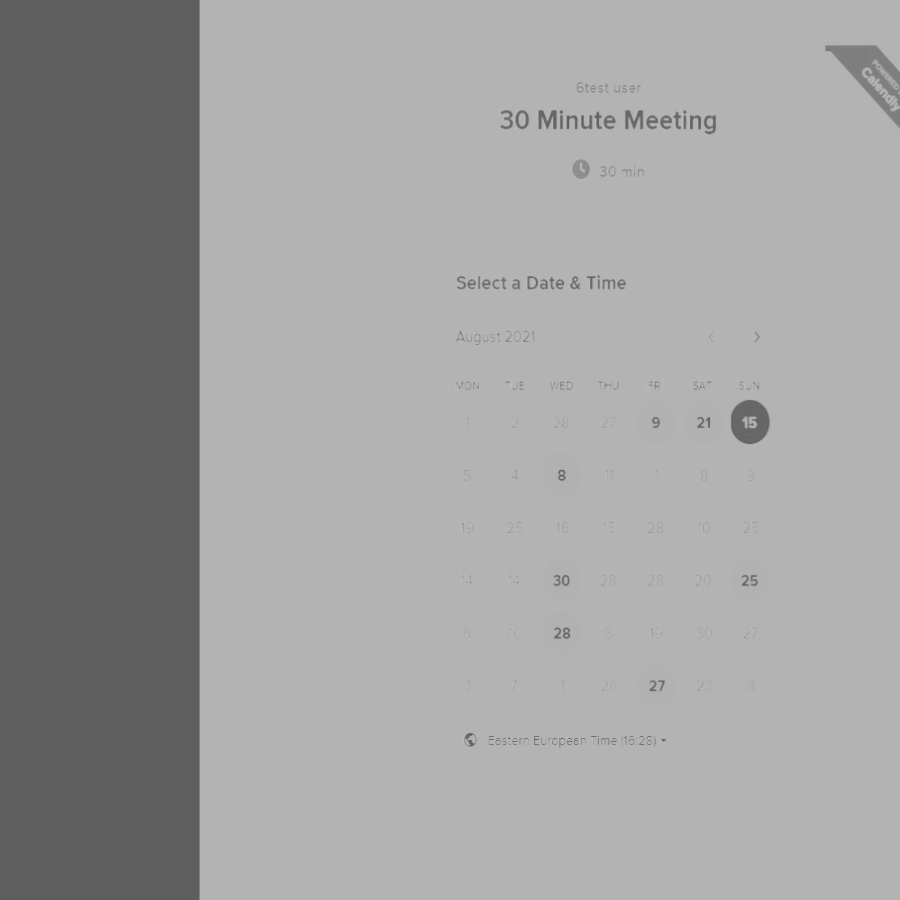 POWERED
Calendly
6test user
30 Minute Meeting
30 min
Select a Date & Time
August 2021
MON TUE WED THU FRI SAT SUN
1 2 28 27 9 21 15
5 4 8 11 1 8 9
19 25 16 15 28 10 25
14 14 30 28 28 20 25
6 10 28 5 19 30 27
3 7 1 26 27 23 8
Eastern European Time (16:28)